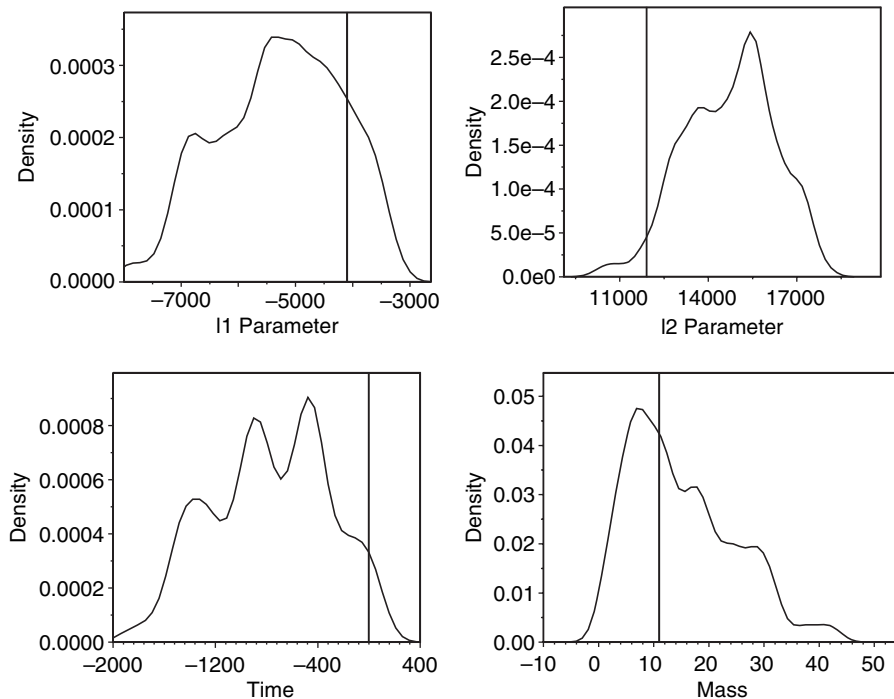 Density
0.0003
0.0002
0.0001
0.0000
−7000 −5000 −3000
l1 Parameter
Density
2.5e−4
2.0e−4
1.5e−4
1.0e−4
5.0e−5
0.0e0
11000 14000 17000
l2 Parameter
Density
0.0008
0.0006
0.0004
0.0002
0.0000
−2000 −1200 −400 400
Time
Density
0.05
0.04
0.03
0.02
0.01
0.00
−10 0 10 20 30 40 50
Mass